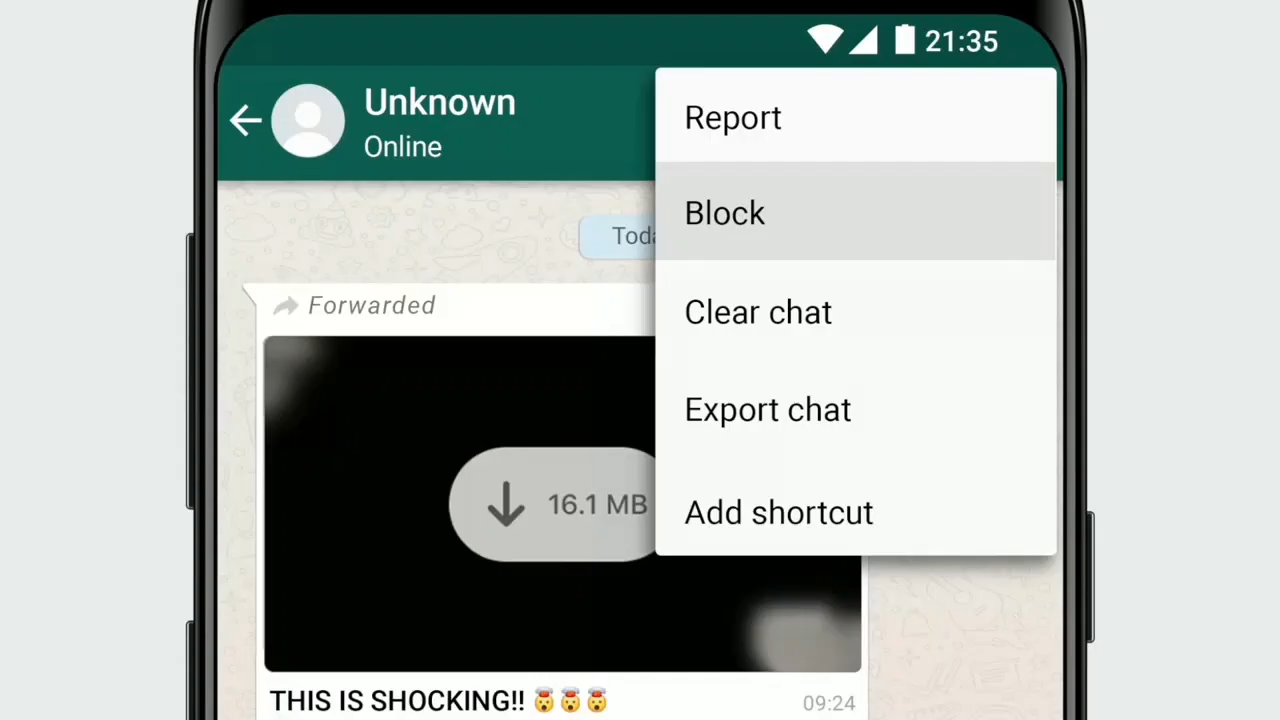 21:35
Unknown
Online
Report
Block
Clear chat
Export chat
Add shortcut
Forwarded
16.1 MB
THIS IS SHOCKING!! 🤯🤯🤯
09:24